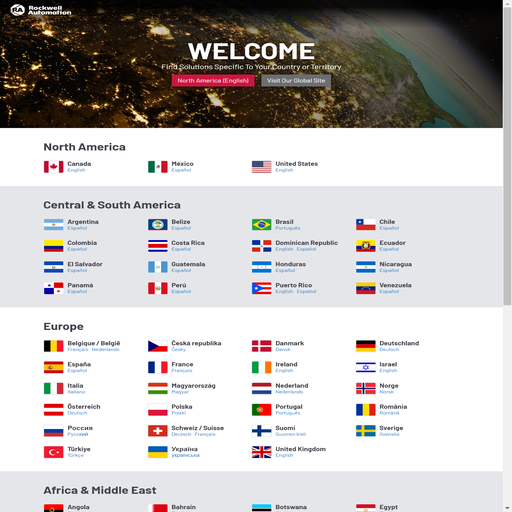 Rockwell
Automation
WELCOME
Find Solutions Specific To Your Country or Territory
North America (English)
Visit Our Global Site
North America
Canada
English
México
Español
United States
English
Central & South America
Argentina
Español
Belize
Español
Brasil
Português
Chile
Español
Colombia
Español
Costa Rica
Español
Dominican Republic
English Español
Ecuador
Español
El Salvador
Español
Guatemala
Español
Honduras
Español
Nicaragua
Español
Panamá
Español
Perú
Español
Puerto Rico
English Español
Venezuela
Español
Europe
Belgique / België
Français Nederlands
Česká republika
Česky
Danmark
Dansk
Deutschland
Deutsch
España
Español
France
Français
Ireland
English
Israel
English
Italia
Italiano
Magyarország
Magyar
Nederland
Nederlands
Norge
Norsk
Österreich
Deutsch
Polska
Polski
Portugal
Português
România
Română
Россия
Русский
Schweiz / Suisse
Deutsch Français
Suomi
Suomen kieli
Sverige
Svenska
Türkiye
Türkçe
Україна
українська
United Kingdom
English
Africa & Middle East
Angola
Bahrain
Botswana
Egypt